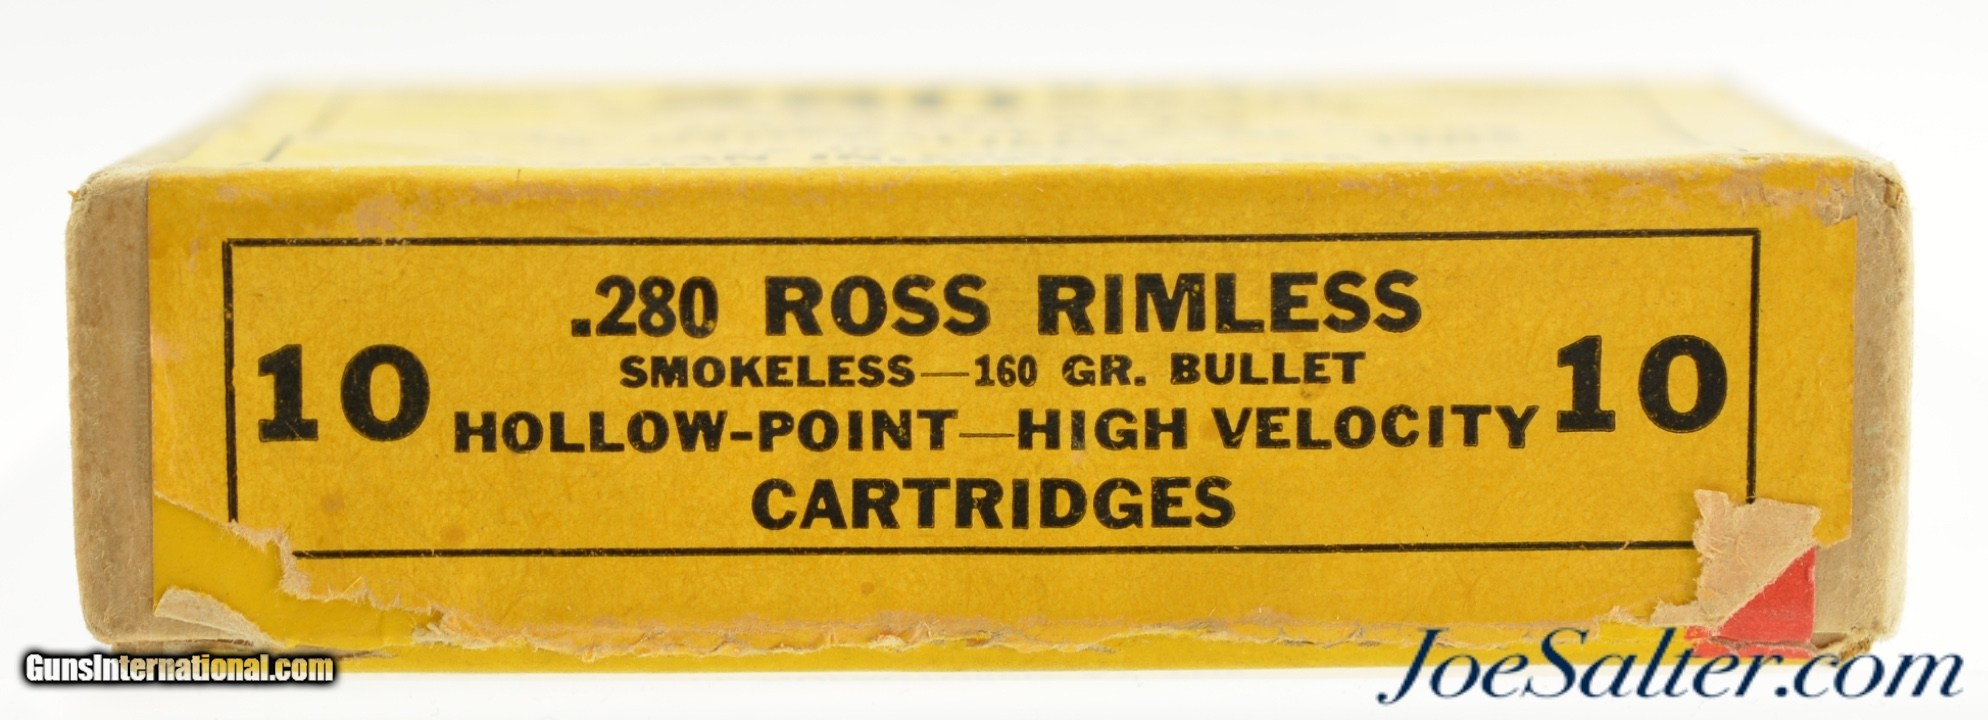 .280 ROSS RIMLESS
SMOKELESS—160 GR. BULLET
10 HOLLOW-POINT—HIGH VELOCITY 10
CARTRIDGES
GunsInternational.com
JoeSalter.com